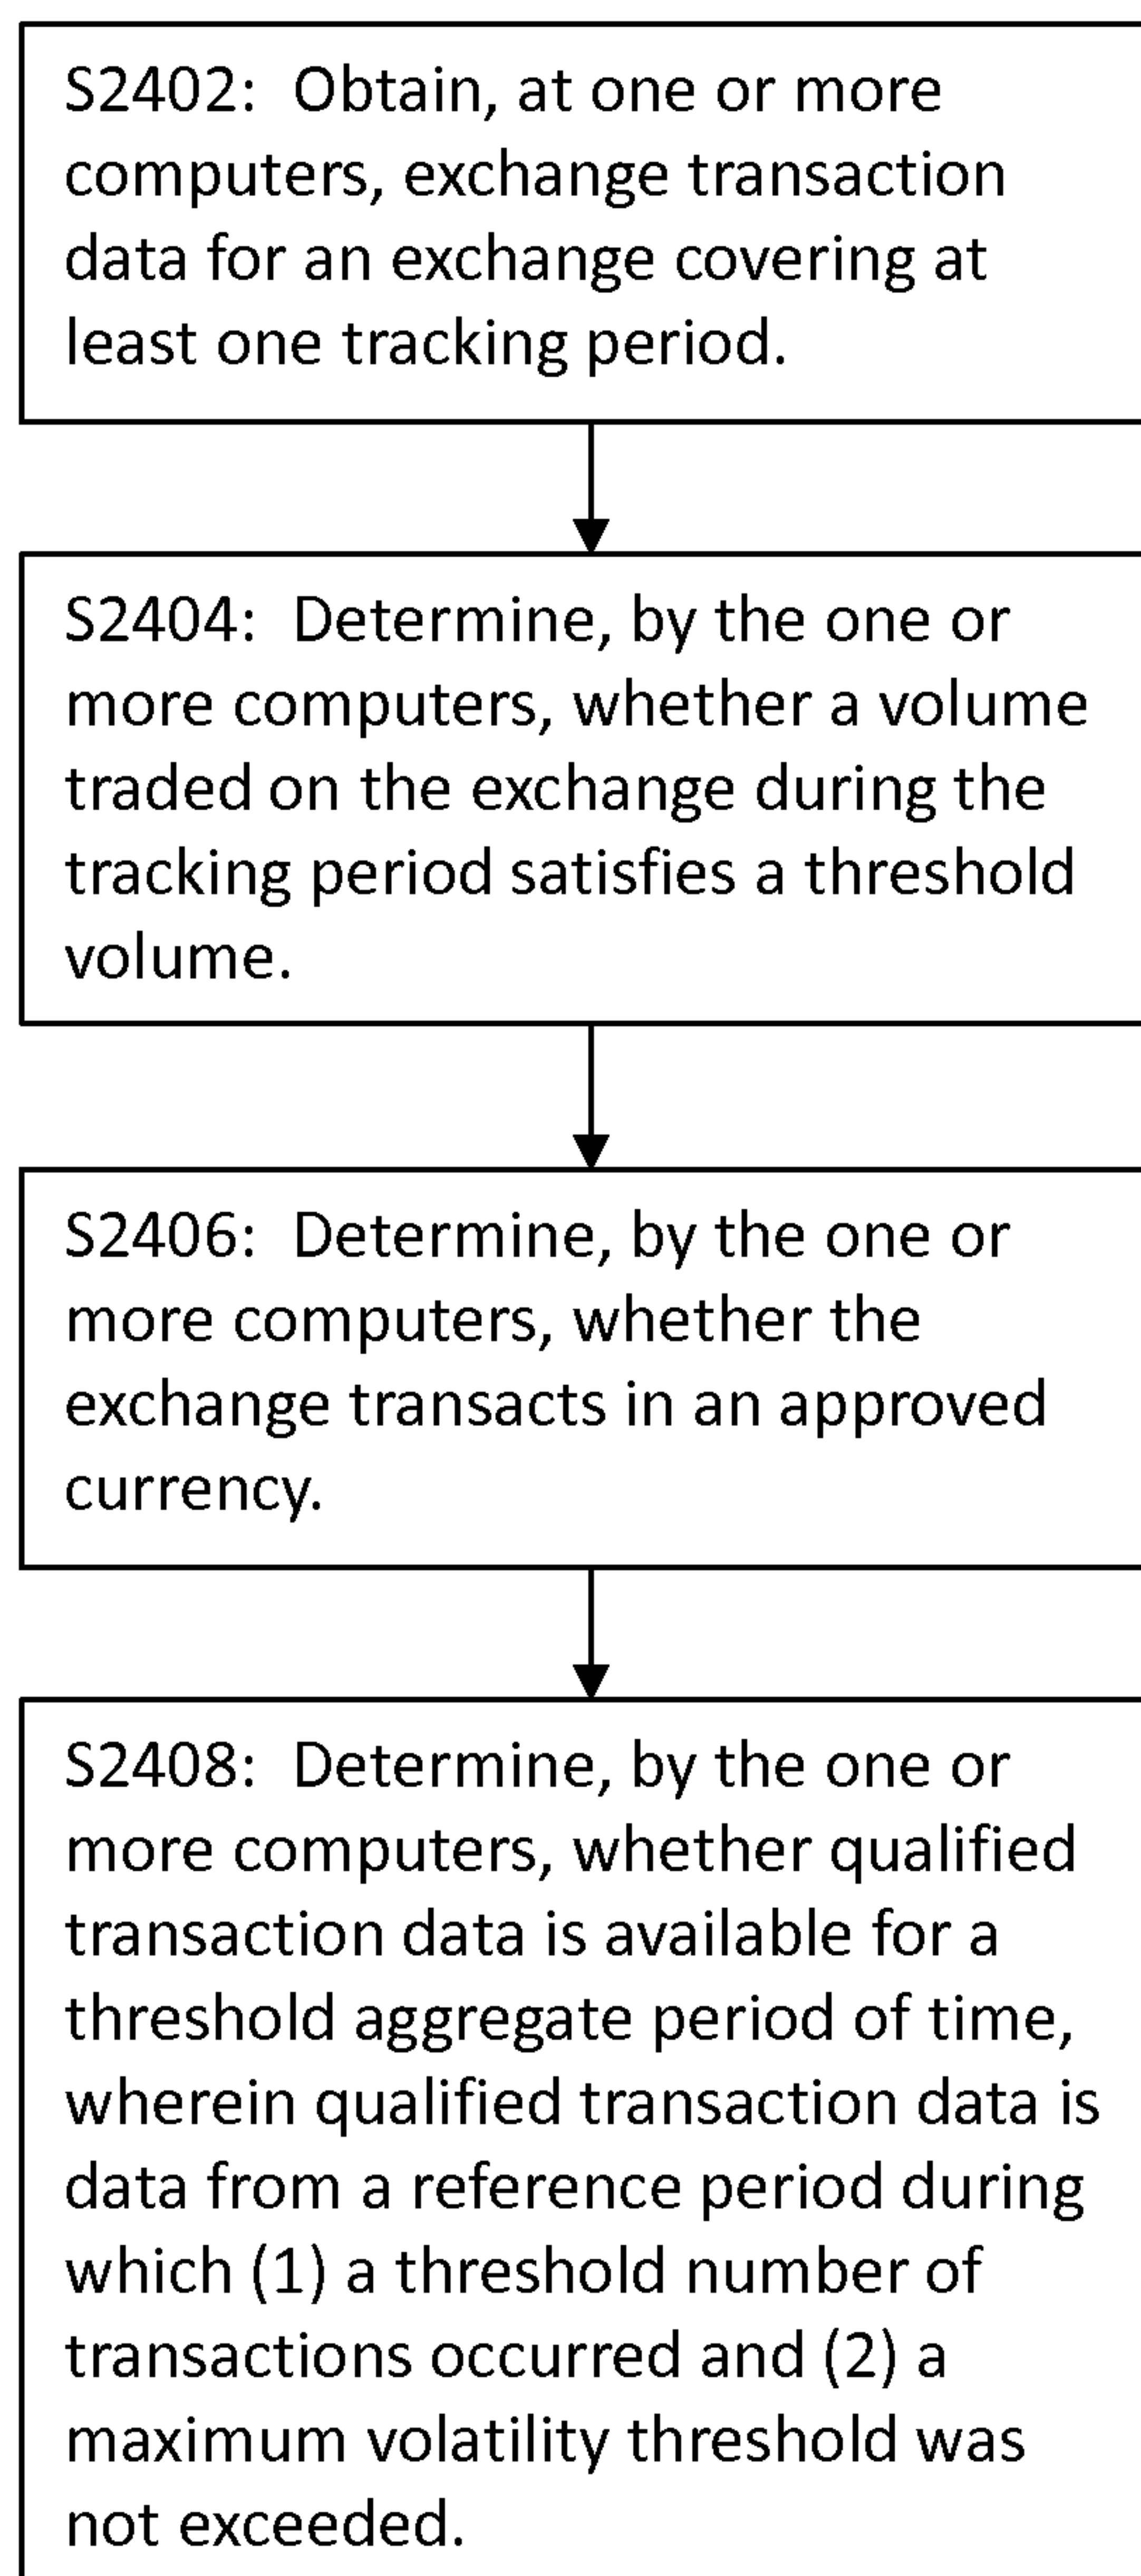 S2402:  Obtain, at one or more
computers, exchange transaction
data for an exchange covering at
least one tracking period.
S2404:  Determine, by the one or
more computers, whether a volume
traded on the exchange during the
tracking period satisfies a threshold
volume.
S2406:  Determine, by the one or
more computers, whether the
exchange transacts in an approved
currency.
S2408:  Determine, by the one or
more computers, whether qualified
transaction data is available for a
threshold aggregate period of time,
wherein qualified transaction data is
data from a reference period during
which (1) a threshold number of
transactions occurred and (2) a
maximum volatility threshold was
not exceeded.